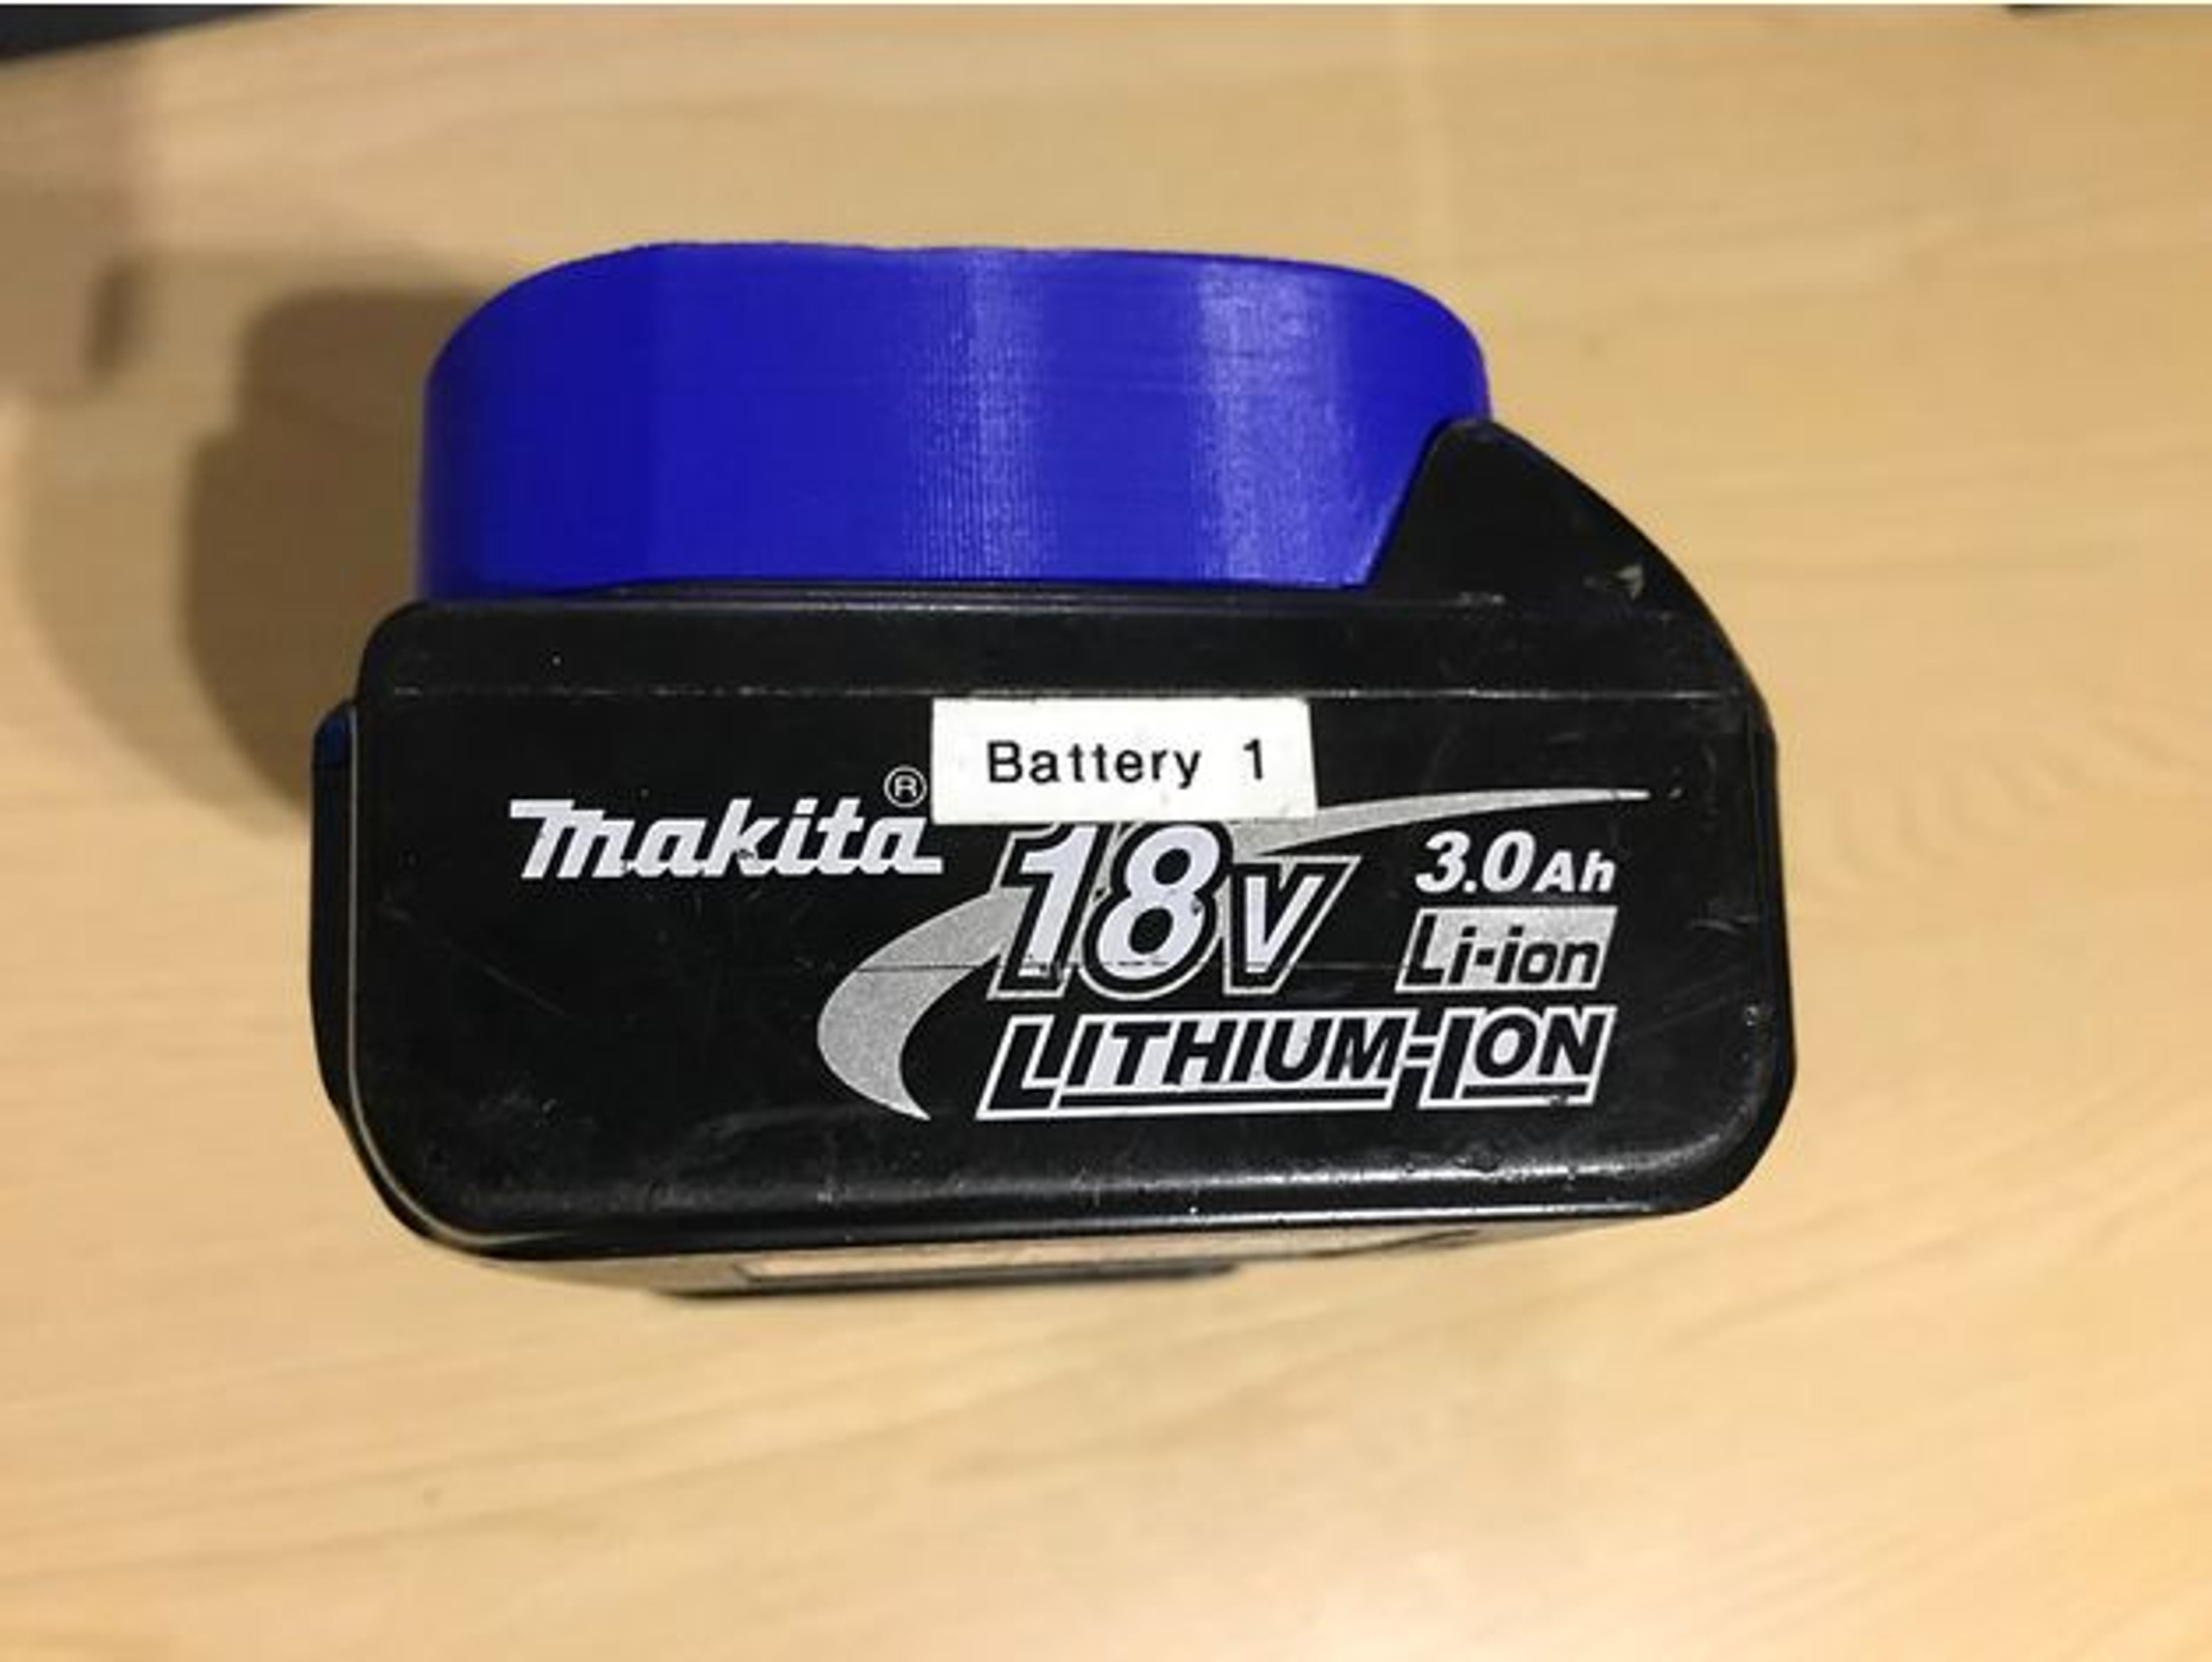 Battery 1
makita®
18V
3.0Ah
Li-ion
LITHIUM-ION